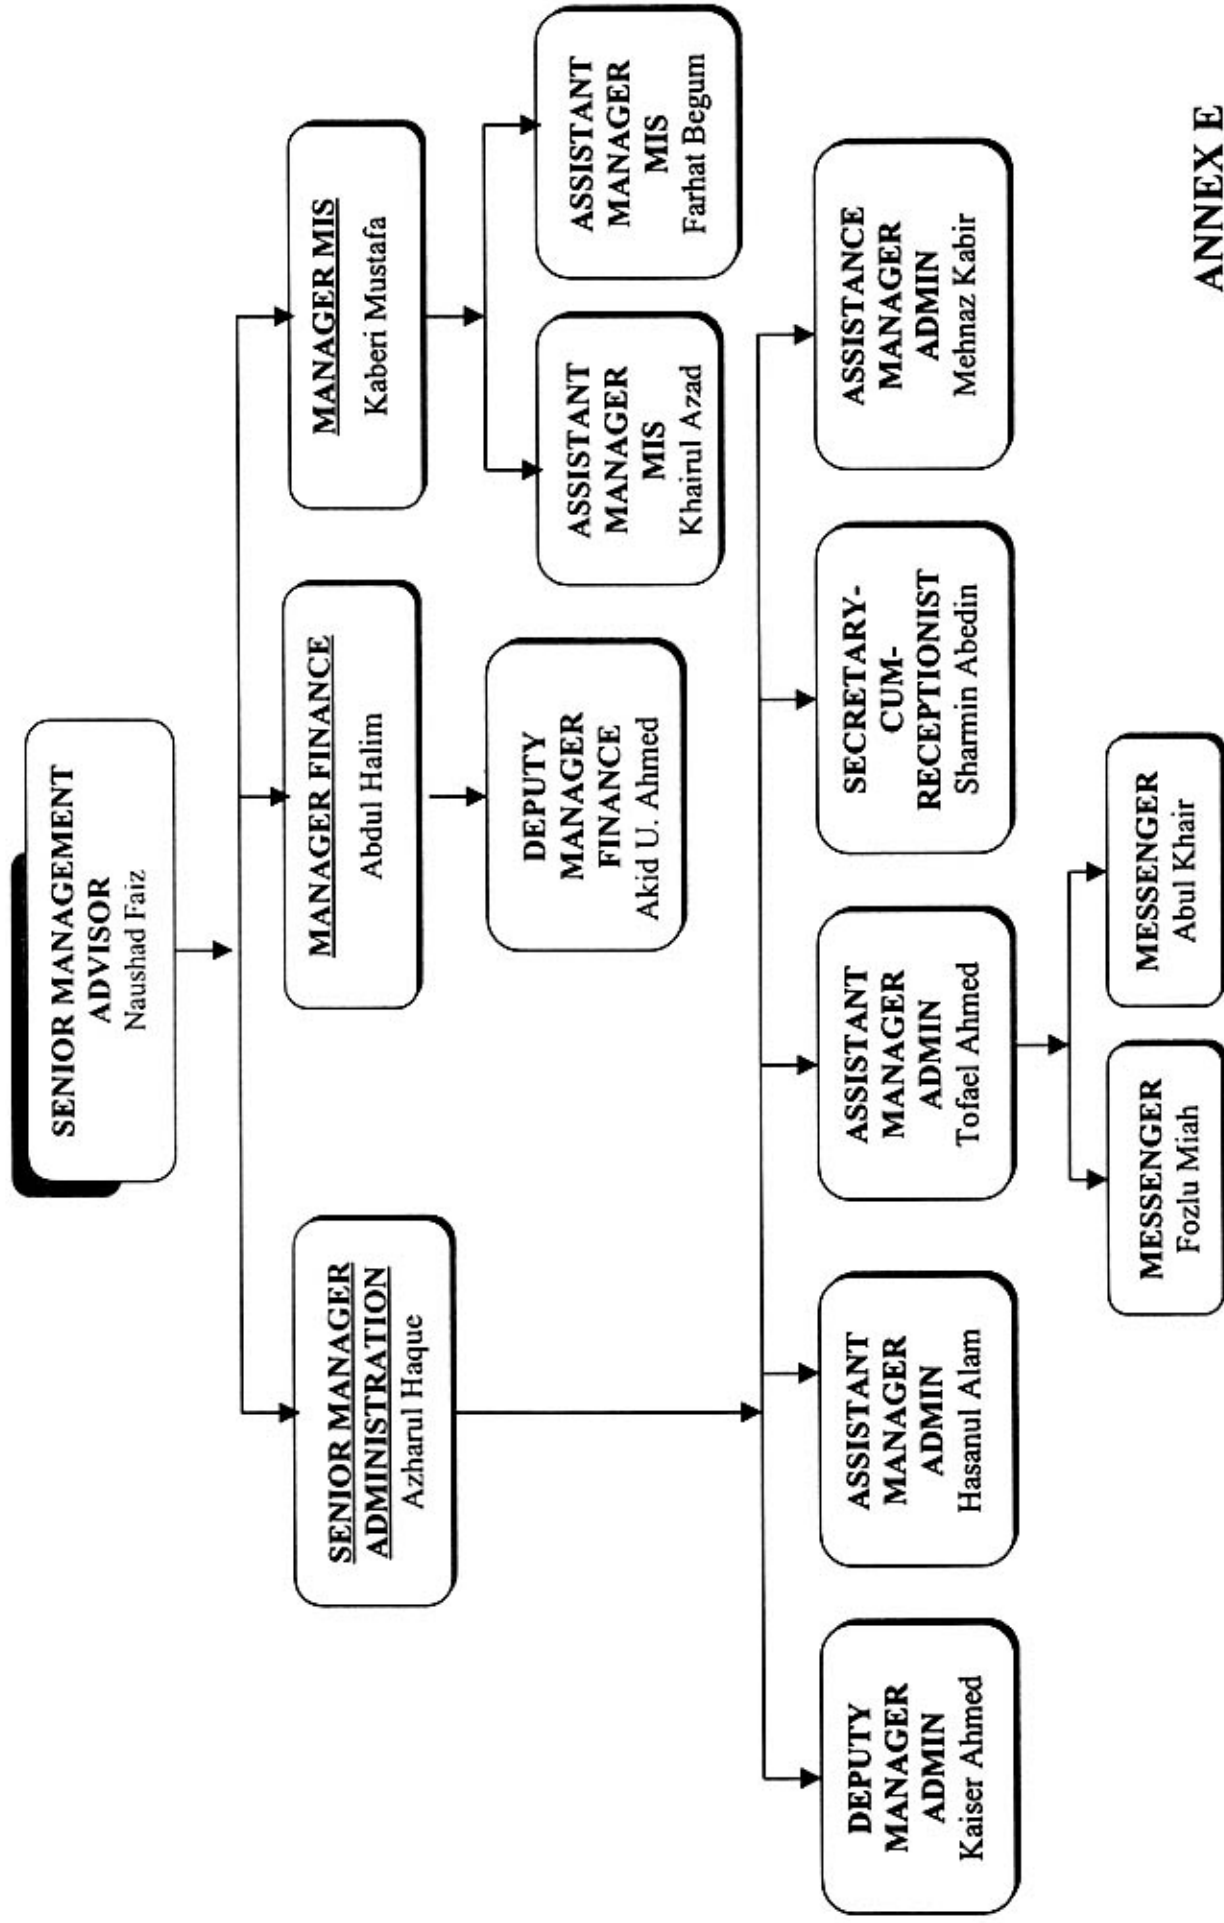 SENIOR MANAGEMENT
ADVISOR
Naushad Faiz
SENIOR MANAGER
ADMINISTRATION
Azharul Haque
MANAGER FINANCE
Abdul Halim
MANAGER MIS
Kaberi Mustafa
DEPUTY
MANAGER
FINANCE
Akid U. Ahmed
ASSISTANT
MANAGER
MIS
Khairul Azad
ASSISTANT
MANAGER
MIS
Farhat Begum
DEPUTY
MANAGER
ADMIN
Kaiser Ahmed
ASSISTANT
MANAGER
ADMIN
Hasanul Alam
ASSISTANT
MANAGER
ADMIN
Tofael Ahmed
SECRETARY-
CUM-
RECEPTIONIST
Sharmin Abedin
ASSISTANCE
MANAGER
ADMIN
Mehnaz Kabir
MESSENGER
Fozlu Miah
MESSENGER
Abul Khair
ANNEX E